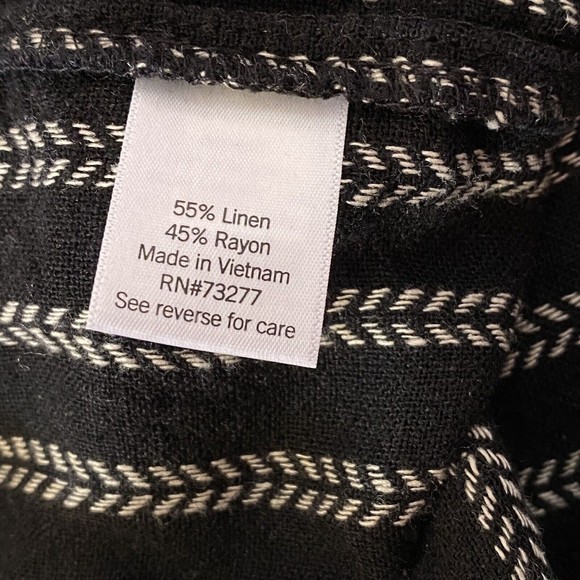 55% Linen
45% Rayon
Made in Vietnam
RN#73277
See reverse for care